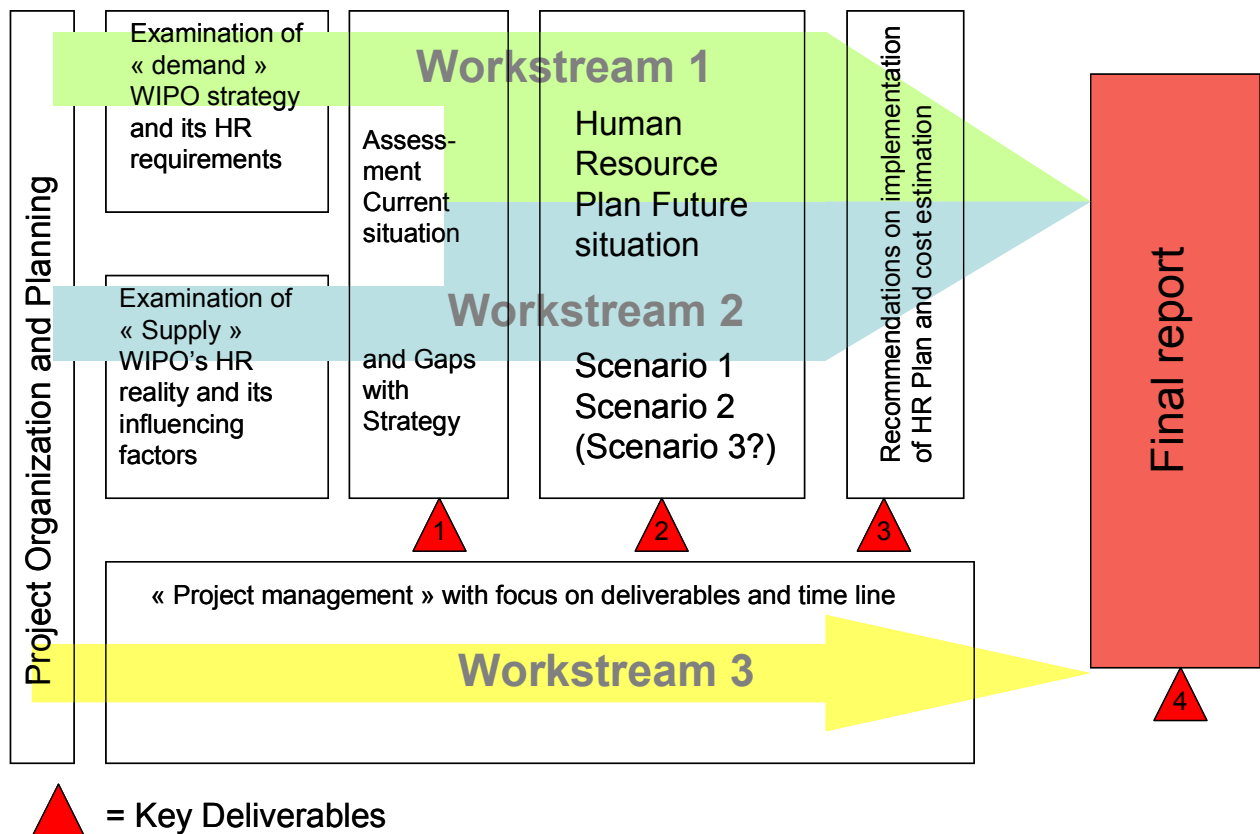 Project Organization and Planning
Examination of
« demand »
WIPO strategy
and its HR
requirements
Examination of
« Supply »
WIPO's HR
reality and its
influencing
factors
Workstream 1
Workstream 2
Assess-
ment
Current
situation
and Gaps
with
Strategy
Human
Resource
Plan Future
situation
Scenario 1
Scenario 2
(Scenario 3?)
Recommendations on implementation
of HR Plan and cost estimation
Final report
1
2
3
« Project management » with focus on deliverables and time line
Workstream 3
4
= Key Deliverables